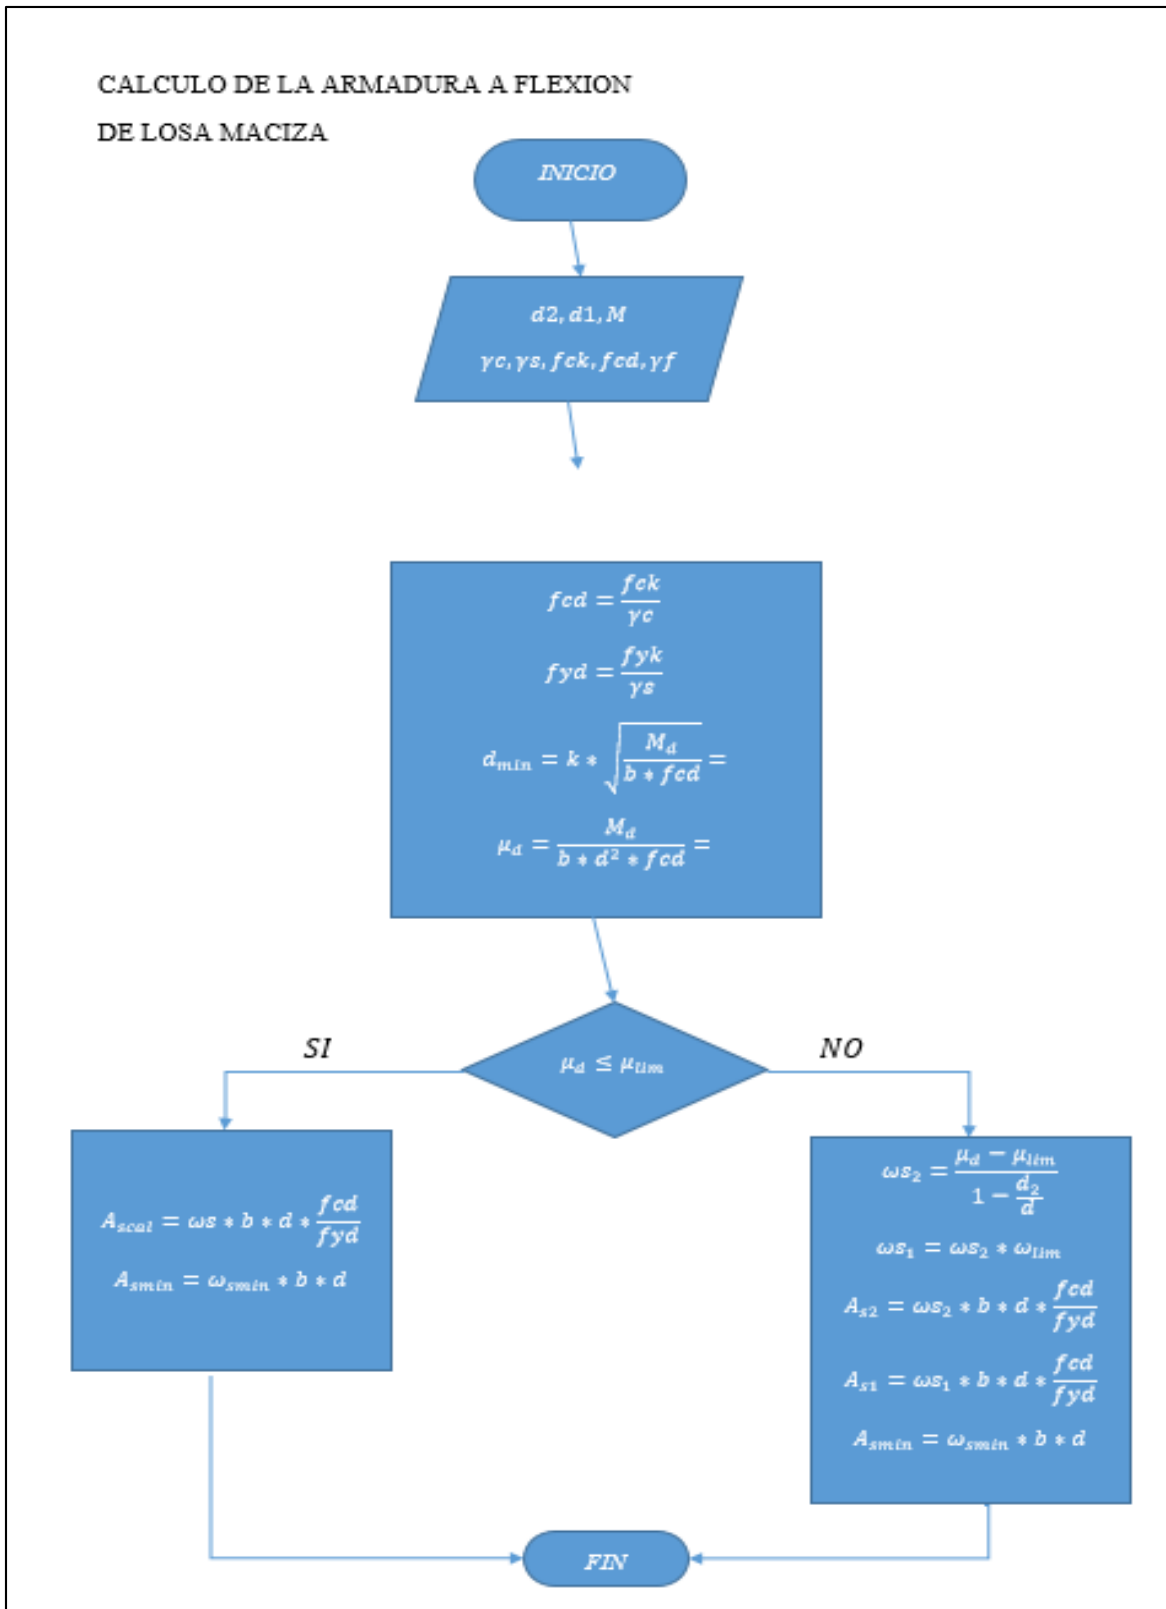 CALCULO DE LA ARMADURA A FLEXION
DE LOSA MACIZA
INICIO
d2, d1, M
γc, γs, fck, fcd, γf
fcd = fck / γc
fyd = fyk / γs
d_min = k * √(M_d / (b * fcd)) =
μ_d = M_d / (b * d² * fcd) =
SI
μ_d ≤ μ_lim
NO
A_scal = ωs * b * d * fcd / fyd
A_smin = ω_smin * b * d
ωs₂ = (μ_d − μ_lim) / (1 − d₂ / d)
ωs₁ = ωs₂ * ω_lim
A_s2 = ωs₂ * b * d * fcd / fyd
A_s1 = ωs₁ * b * d * fcd / fyd
A_smin = ω_smin * b * d
FIN